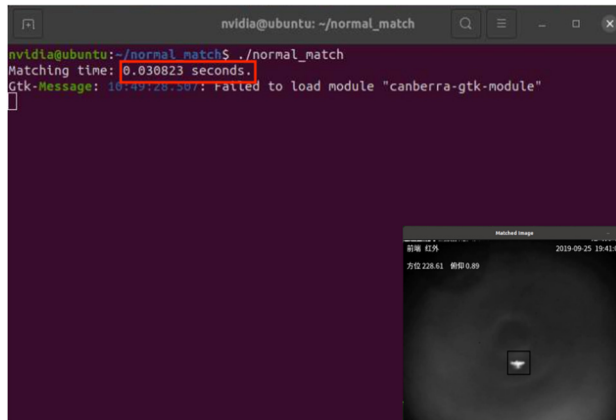 nvidia@ubuntu: ~/normal_match
nvidia@ubuntu:~/normal_match$ ./normal_match
Matching time: 0.030823 seconds.
Gtk-Message: 10:49:28.507: Failed to load module "canberra-gtk-module"
Matched Image
前端 红外
2019-09-25 19:41:0
方位 228.61 俯仰 0.89